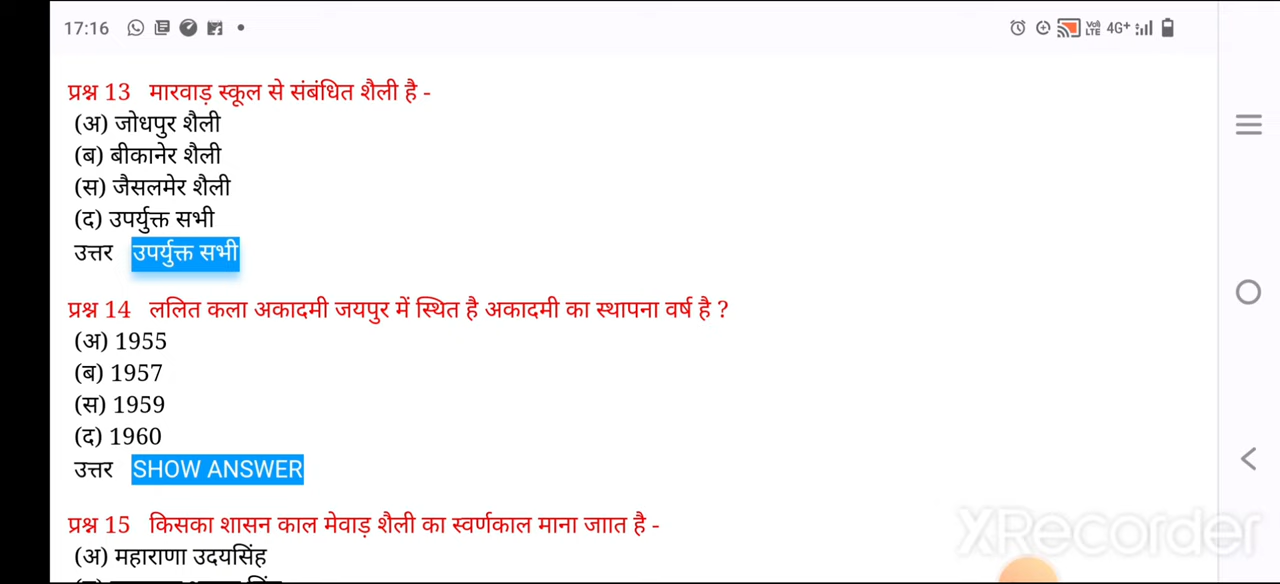 17:16 VoD LTE 4G+
प्रश्न 13 मारवाड़ स्कूल से संबंधित शैली है -
(अ) जोधपुर शैली
(ब) बीकानेर शैली
(स) जैसलमेर शैली
(द) उपर्युक्त सभी
उत्तर उपर्युक्त सभी
प्रश्न 14 ललित कला अकादमी जयपुर में स्थित है अकादमी का स्थापना वर्ष है ?
(अ) 1955
(ब) 1957
(स) 1959
(द) 1960
उत्तर SHOW ANSWER
प्रश्न 15 किसका शासन काल मेवाड़ शैली का स्वर्णकाल माना जाात है -
XRecorder
(अ) महाराणा उदयसिंह